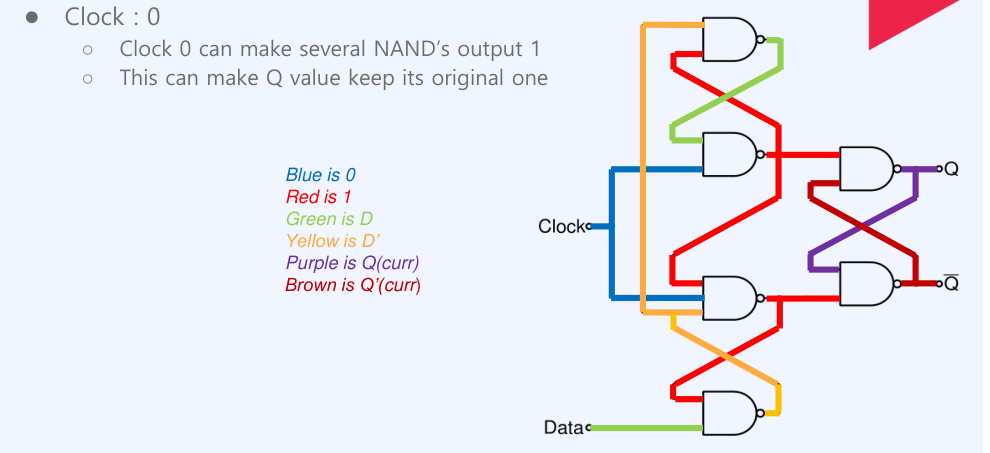 ● Clock : 0
○ Clock 0 can make several NAND's output 1
○ This can make Q value keep its original one
Blue is 0
Red is 1
Green is D
Yellow is D'
Purple is Q(curr)
Brown is Q'(curr)
Q
Clock
Q̅
Data